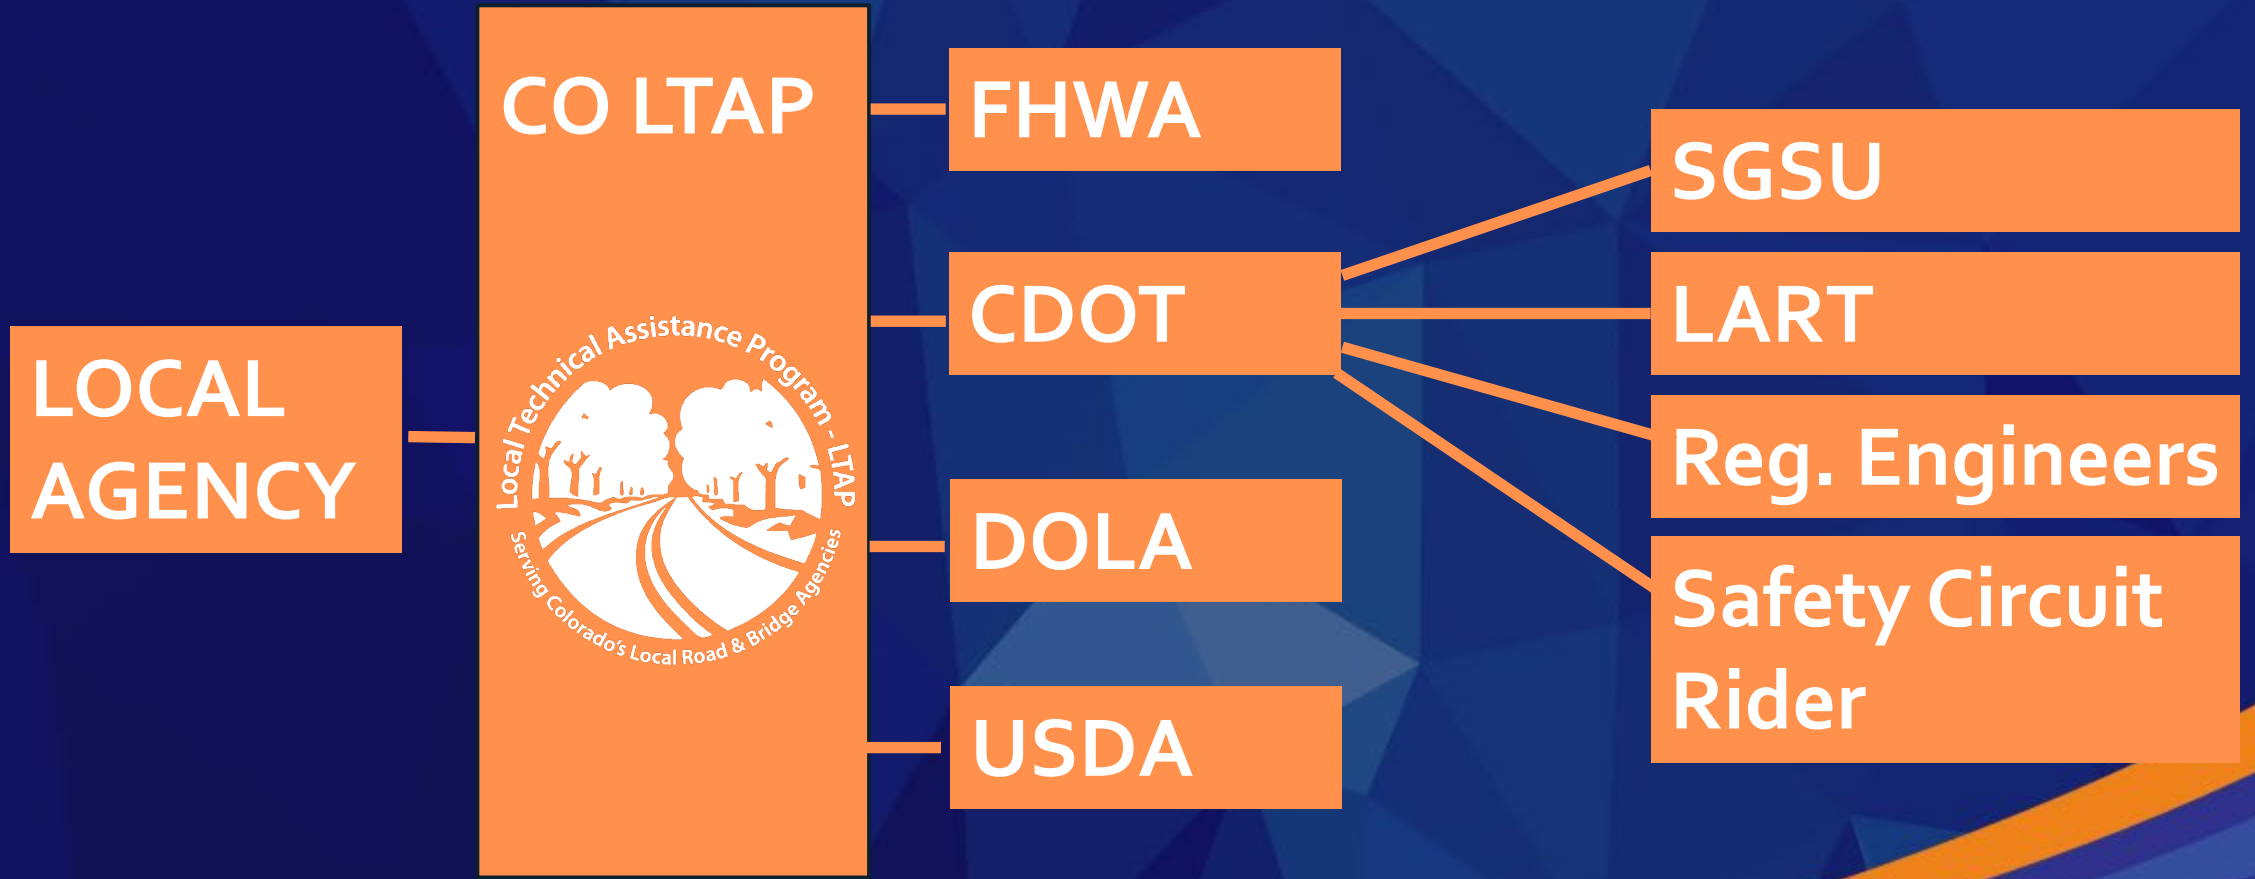 LOCAL
AGENCY
CO LTAP
Local Technical Assistance Program - LTAP
Serving Colorado's Local Road & Bridge Agencies
FHWA
CDOT
DOLA
USDA
SGSU
LART
Reg. Engineers
Safety Circuit
Rider